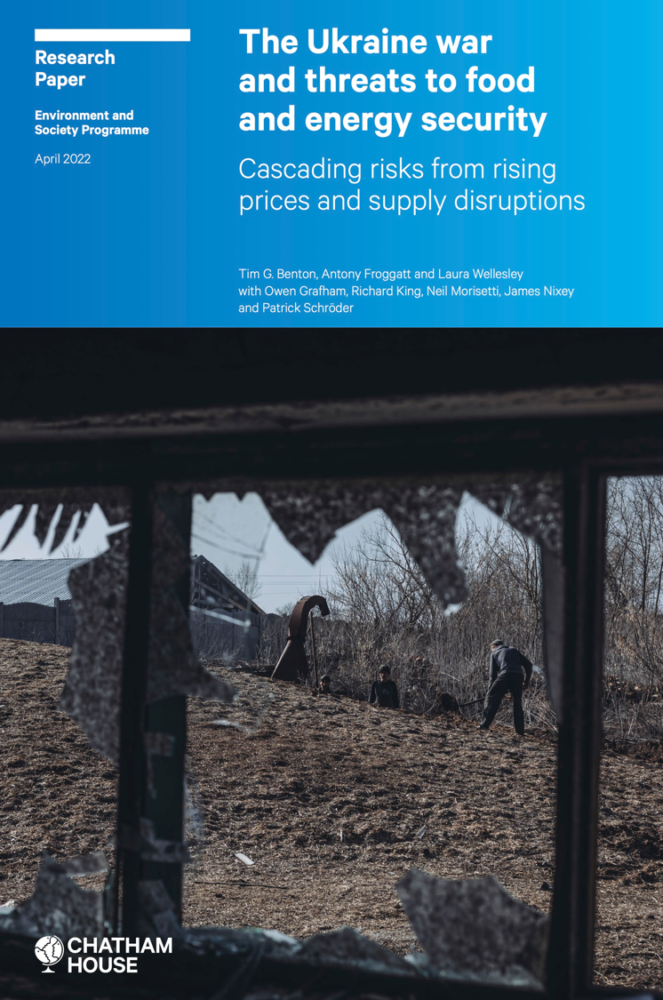 Research
Paper
Environment and
Society Programme
April 2022
The Ukraine war
and threats to food
and energy security
Cascading risks from rising
prices and supply disruptions
Tim G. Benton, Antony Froggatt and Laura Wellesley
with Owen Grafham, Richard King, Neil Morisetti, James Nixey
and Patrick Schröder
CHATHAM
HOUSE